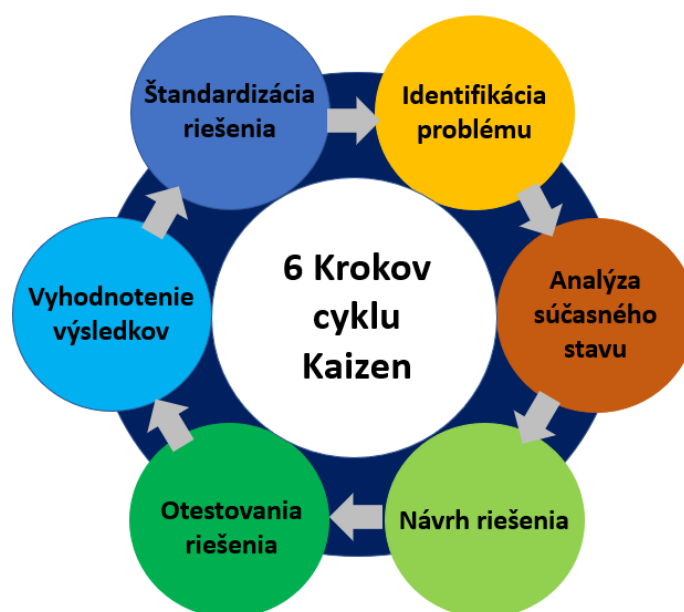 Štandardizácia
riešenia
Identifikácia
problému
6 Krokov
cyklu
Kaizen
Analýza
súčasného
stavu
Vyhodnotenie
výsledkov
Návrh riešenia
Otestovania
riešenia